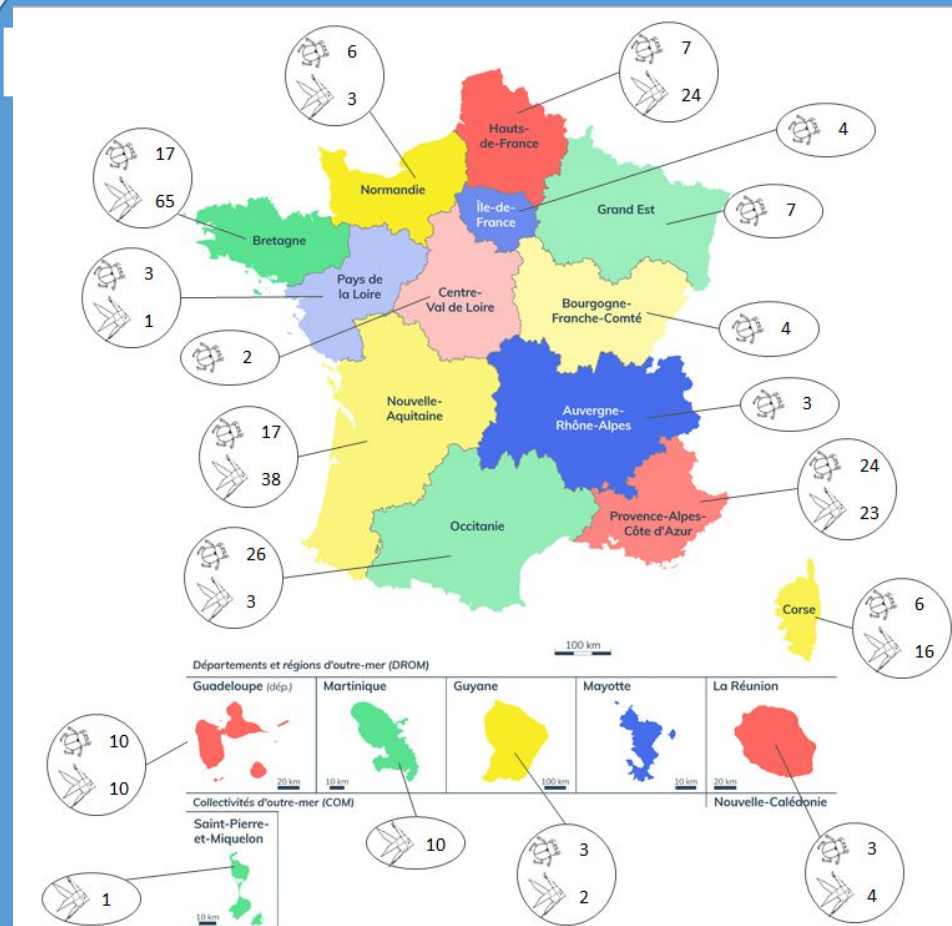 6
3
7
24
Hauts-
de-France
4
17
65
Normandie
Île-de-
France
Grand Est
7
Bretagne
3
1
Pays de
la Loire
Centre-
Val de Loire
Bourgogne-
Franche-Comté
4
2
Nouvelle-
Aquitaine
Auvergne-
Rhône-Alpes
3
17
38
24
23
Occitanie
Provence-Alpes-
Côte d'Azur
26
3
Corse
6
16
100 km
Départements et régions d'outre-mer (DROM)
Guadeloupe (dép.)
Martinique
Guyane
Mayotte
La Réunion
10
10
20 km
10 km
100 km
10 km
20 km
Collectivités d'outre-mer (COM)
Nouvelle-Calédonie
Saint-Pierre-
et-Miquelon
10
3
2
3
4
1
10 km